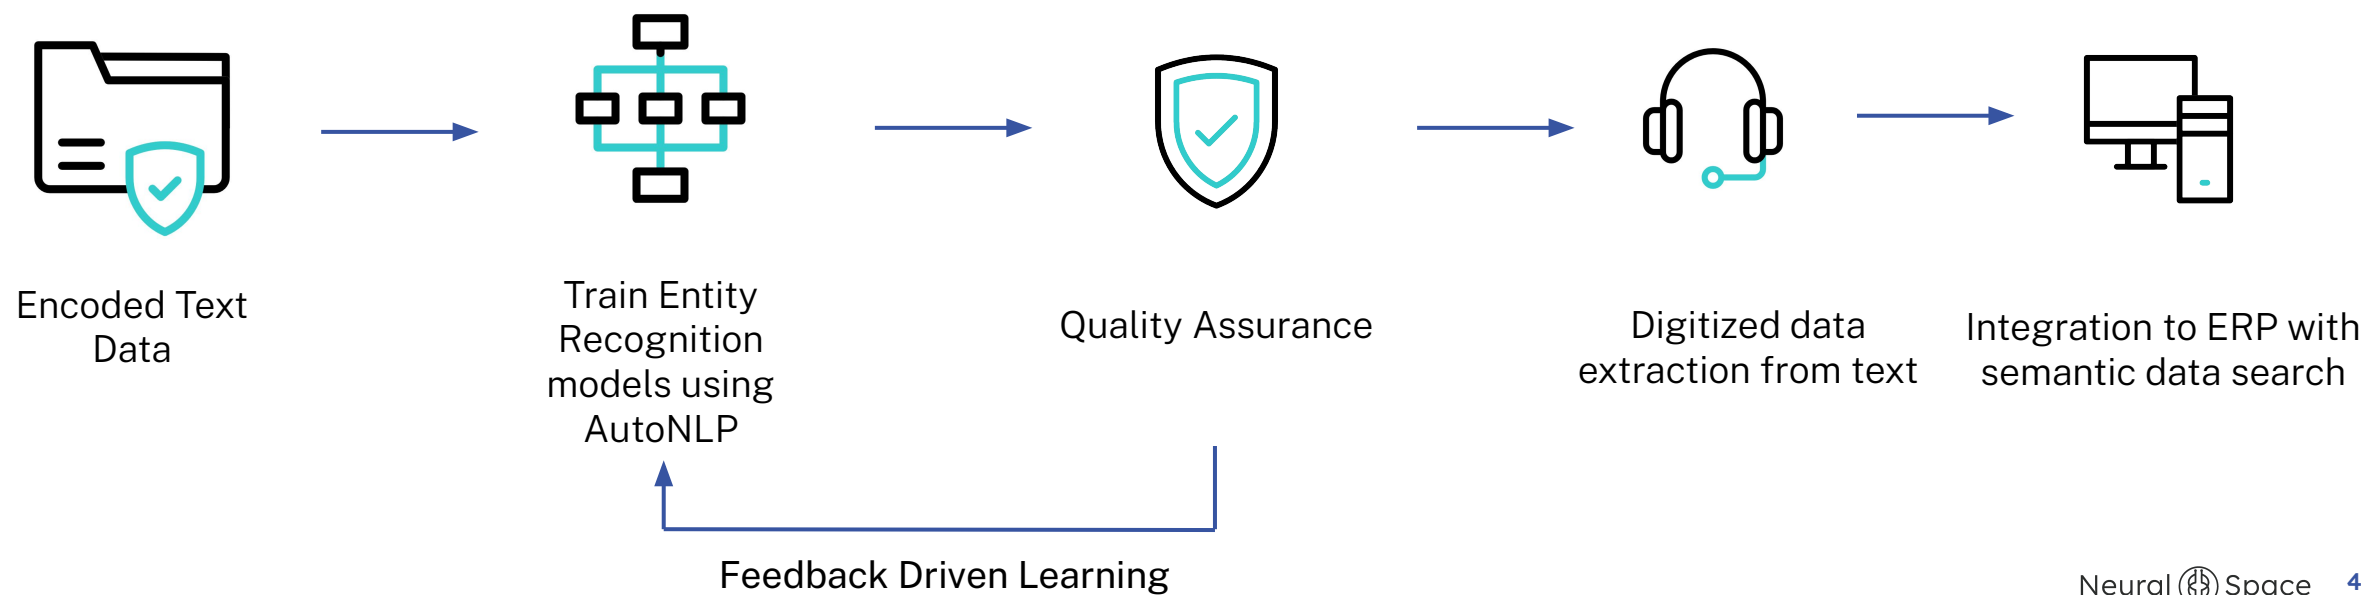 Encoded Text
Data
Train Entity
Recognition
models using
AutoNLP
Quality Assurance
Digitized data
extraction from text
Integration to ERP with
semantic data search
Feedback Driven Learning
Neural Space
4